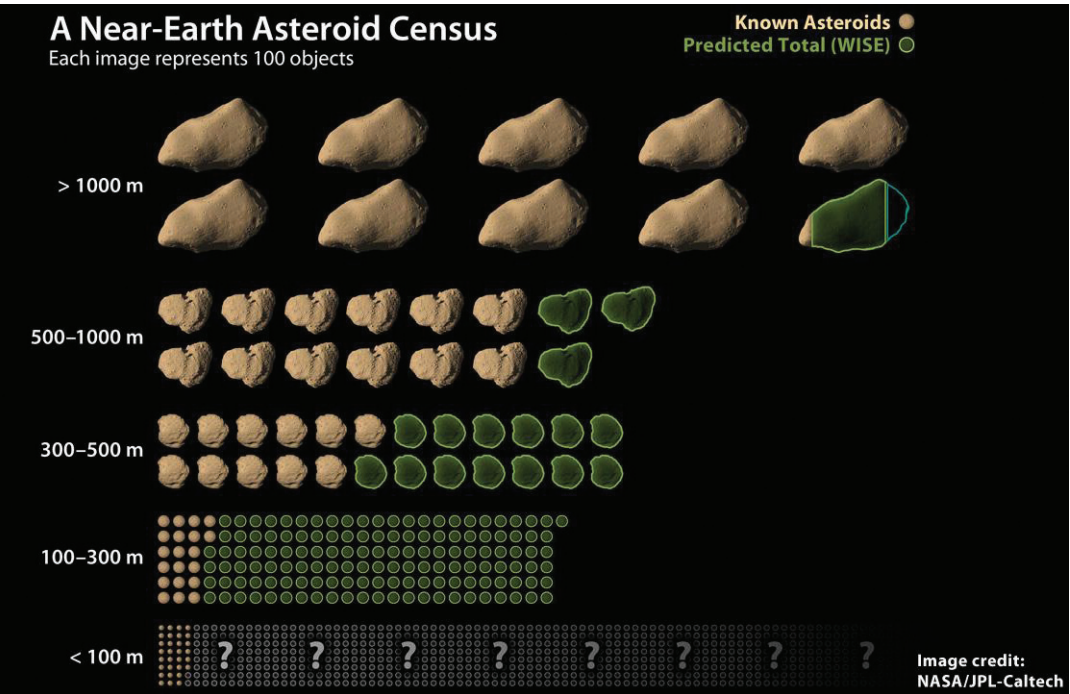 A Near-Earth Asteroid Census
Each image represents 100 objects
Known Asteroids
Predicted Total (WISE)
> 1000 m
500–1000 m
300–500 m
100–300 m
< 100 m
? ? ? ? ? ? ? ?
Image credit:
NASA/JPL-Caltech